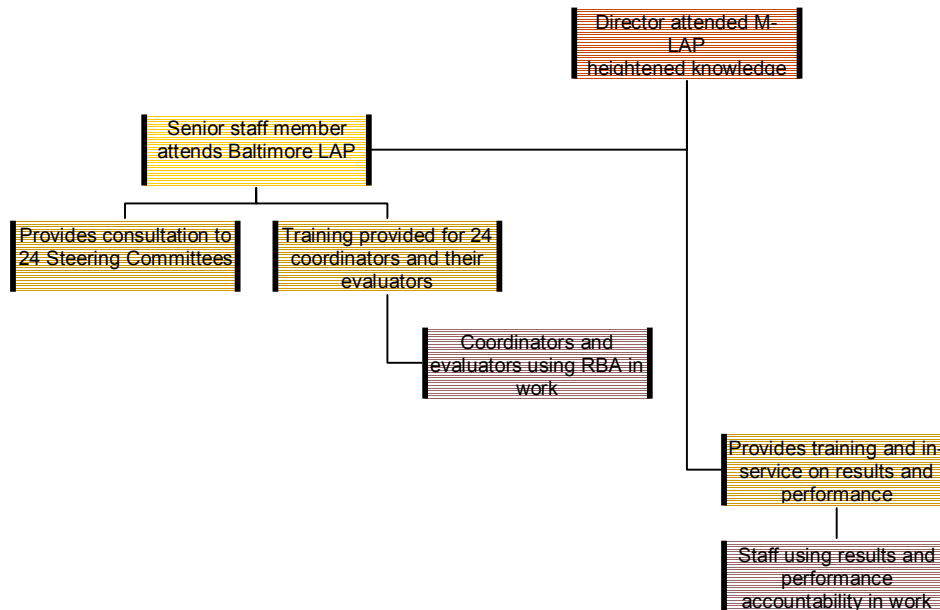 Director attended M-
LAP
heightened knowledge
Senior staff member
attends Baltimore LAP
Provides consultation to
24 Steering Committees
Training provided for 24
coordinators and their
evaluators
Coordinators and
evaluators using RBA in
work
Provides training and in-
service on results and
performance
Staff using results and
performance
accountability in work